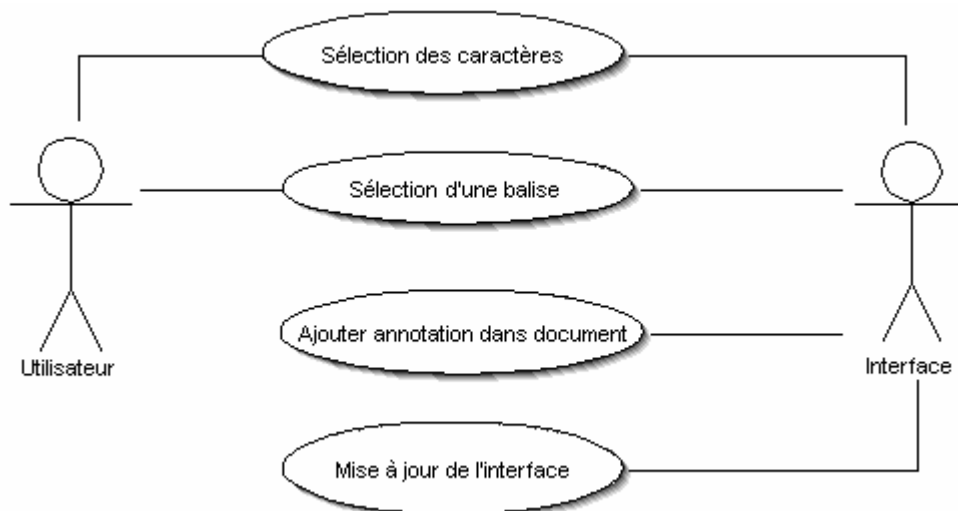 Sélection des caractères
Sélection d'une balise
Ajouter annotation dans document
Utilisateur
Interface
Mise à jour de l'interface